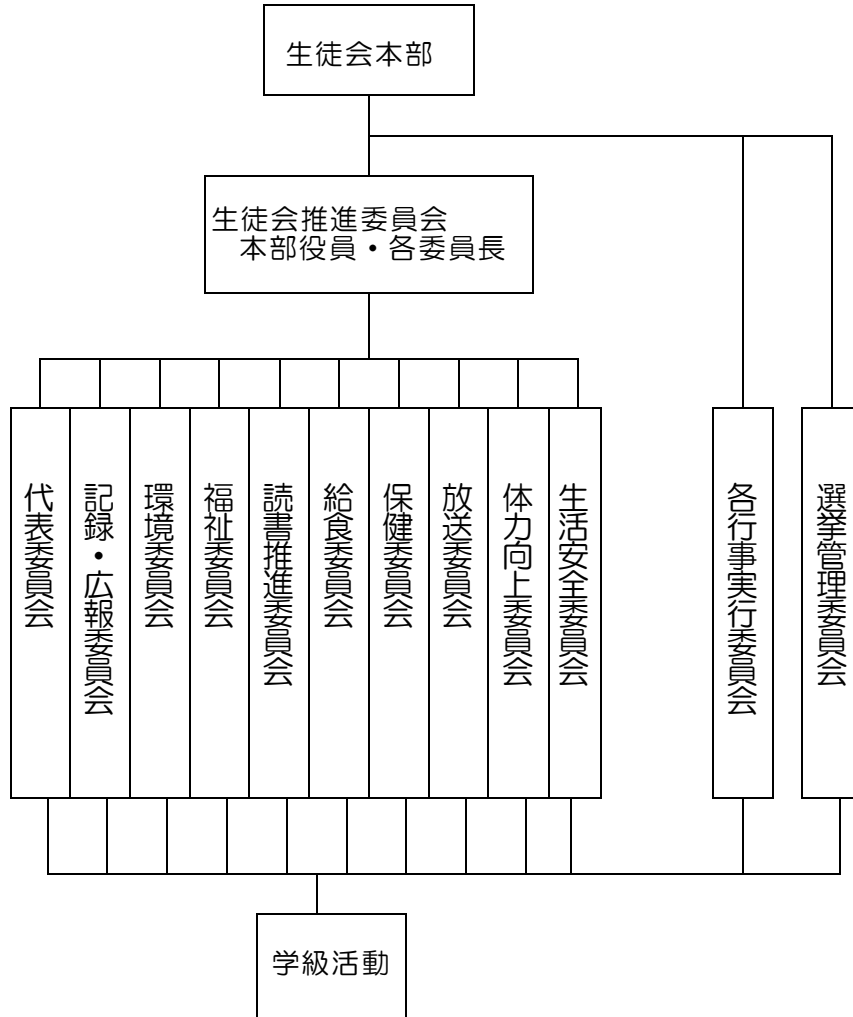 生徒会本部
生徒会推進委員会
本部役員・各委員長
代表委員会
記録・広報委員会
環境委員会
福祉委員会
読書推進委員会
給食委員会
保健委員会
放送委員会
体力向上委員会
生活安全委員会
各行事実行委員会
選挙管理委員会
学級活動